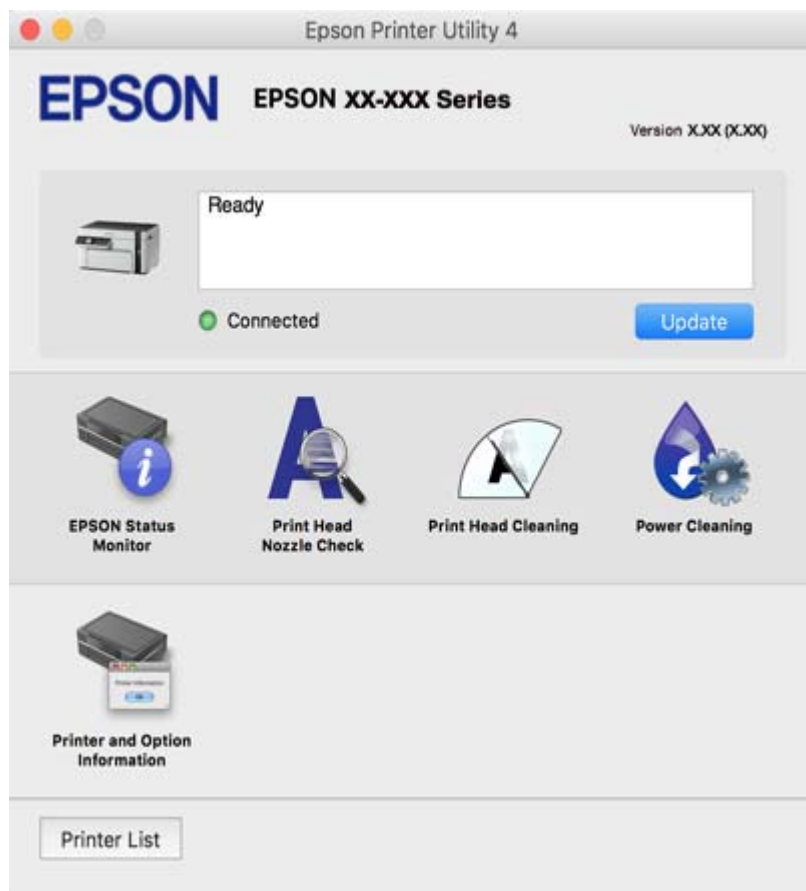 Epson Printer Utility 4
EPSON
EPSON XX-XXX Series
Version X.XX (X.XX)
Ready
Connected
Update
EPSON Status
Monitor
Print Head
Nozzle Check
Print Head Cleaning
Power Cleaning
Printer and Option
Information
Printer List